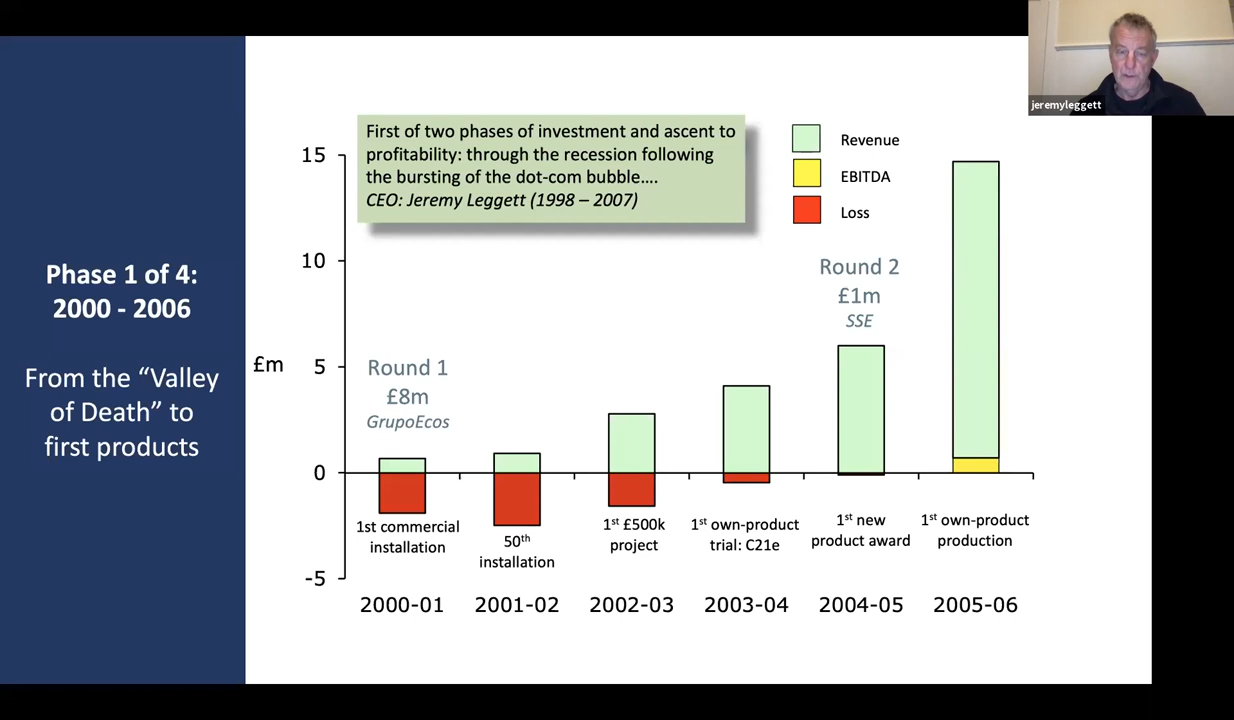 Phase 1 of 4:
2000 - 2006
From the “Valley
of Death” to
first products
First of two phases of investment and ascent to
profitability: through the recession following
the bursting of the dot-com bubble....
CEO: Jeremy Leggett (1998 – 2007)
Revenue
EBITDA
Loss
jeremyleggett
£m
15
10
5
0
-5
Round 1
£8m
GrupoEcos
Round 2
£1m
SSE
1st commercial
installation
50th
installation
1st £500k
project
1st own-product
trial: C21e
1st new
product award
1st own-product
production
2000-01
2001-02
2002-03
2003-04
2004-05
2005-06